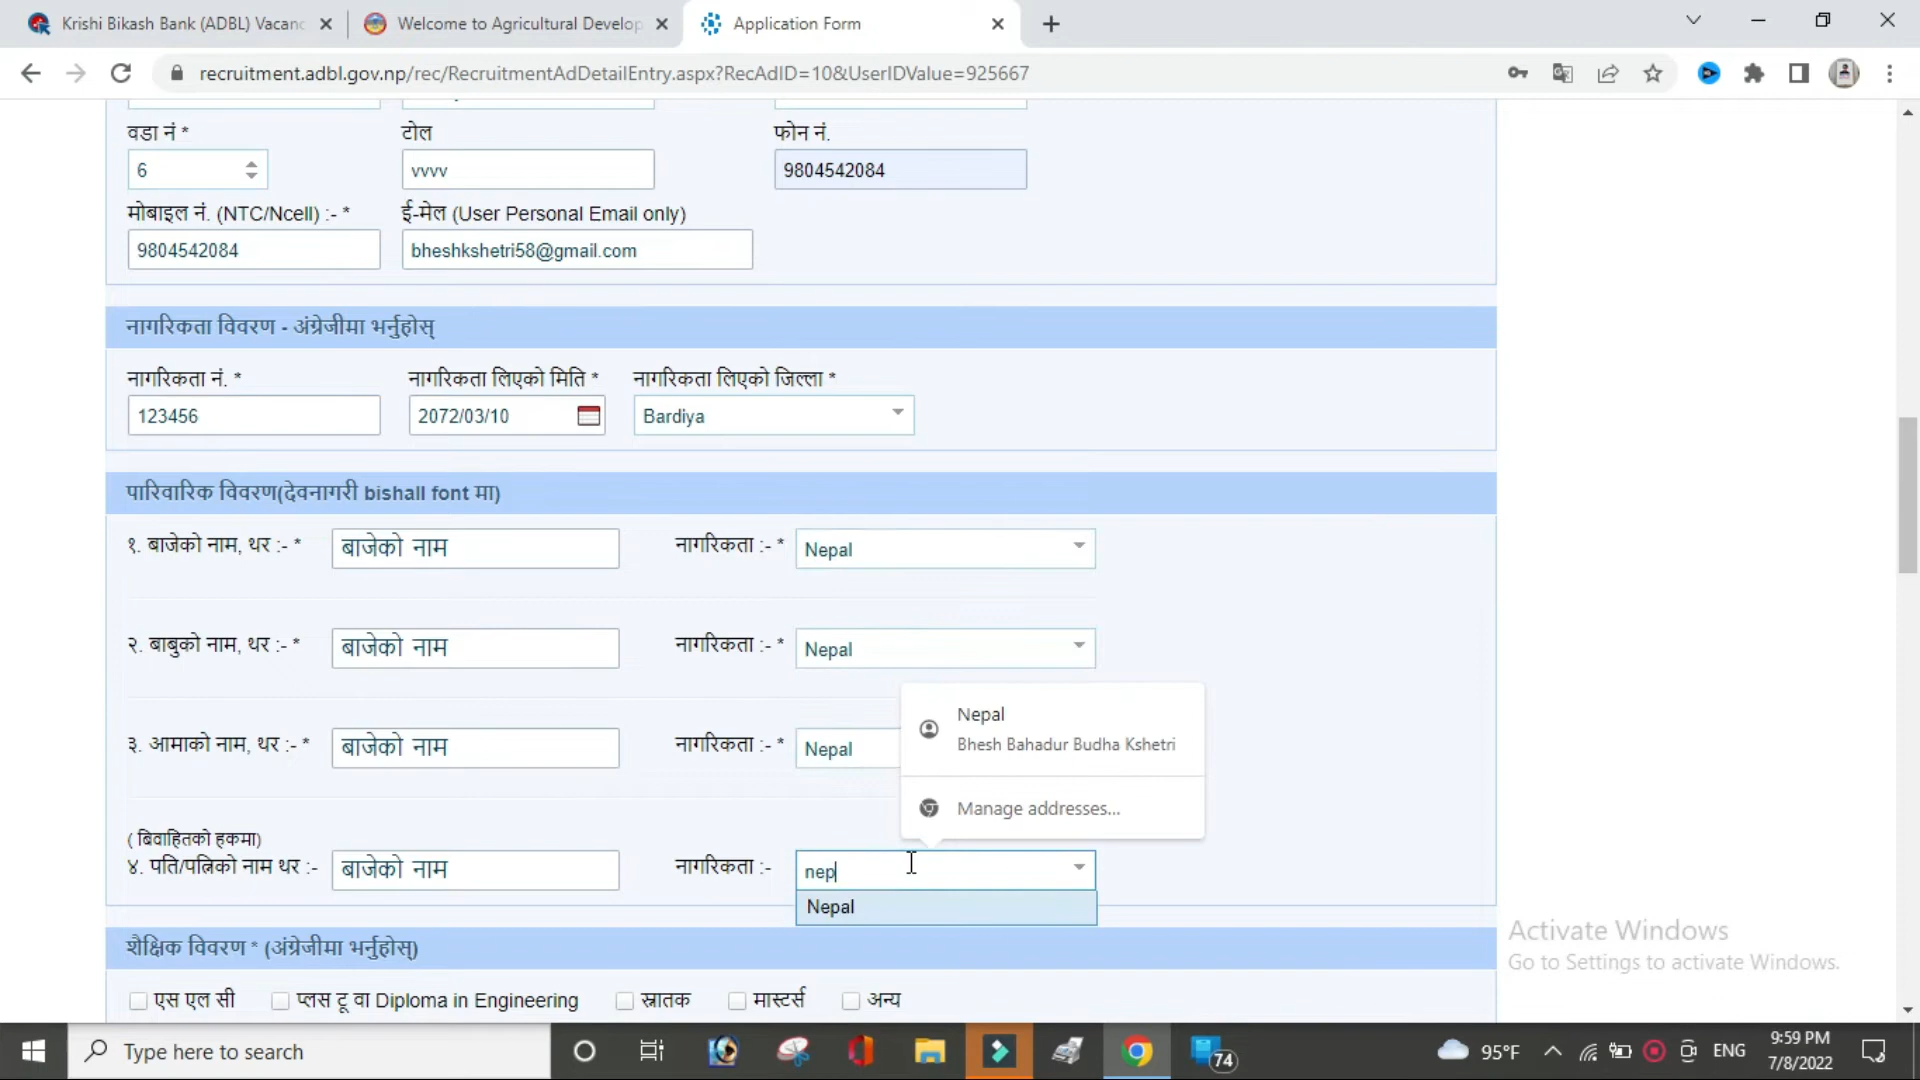 Krishi Bikash Bank (ADBL) Vacanc
Welcome to Agricultural Develop
Application Form
recruitment.adbl.gov.np/rec/RecruitmentAdDetailEntry.aspx?RecAdID=10&UserIDValue=925667
वडा नं *
टोल
फोन नं.
6
vvvv
9804542084
मोबाइल नं. (NTC/Ncell) :- *
ई-मेल (User Personal Email only)
9804542084
bheshkshetri58@gmail.com
नागरिकता विवरण - अंग्रेजीमा भर्नुहोस्
नागरिकता नं. *
नागरिकता लिएको मिति *
नागरिकता लिएको जिल्ला *
123456
2072/03/10
Bardiya
पारिवारिक विवरण(देवनागरी bishall font मा)
१. बाजेको नाम, थर :- *
बाजेको नाम
नागरिकता :- *
Nepal
२. बाबुको नाम, थर :- *
बाजेको नाम
नागरिकता :- *
Nepal
३. आमाको नाम, थर :- *
बाजेको नाम
नागरिकता :- *
Nepal
Nepal
Bhesh Bahadur Budha Kshetri
Manage addresses...
( बिवाहितको हकमा)
४. पति/पत्निको नाम थर :-
बाजेको नाम
नागरिकता :-
nep
Nepal
शैक्षिक विवरण * (अंग्रेजीमा भर्नुहोस्)
एस एल सी
प्लस टू वा Diploma in Engineering
स्नातक
मास्टर्स
अन्य
Activate Windows
Go to Settings to activate Windows.
Type here to search
74
95°F
ENG
9:59 PM
7/8/2022